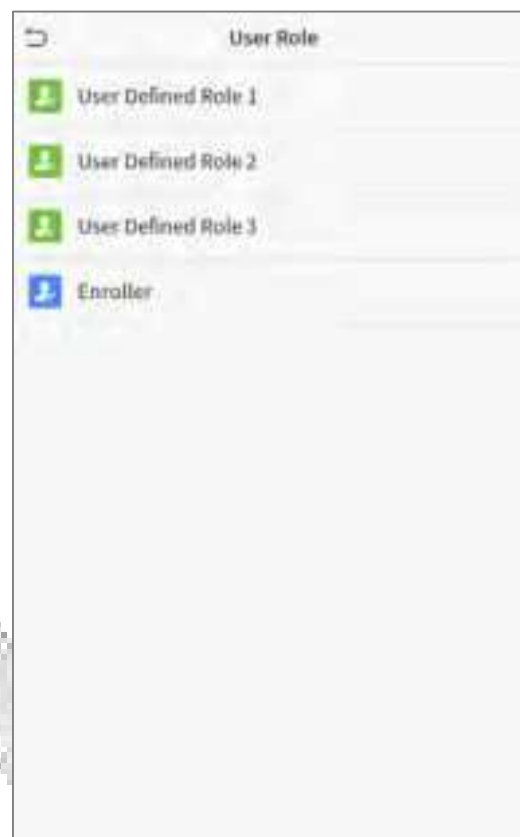 User Role
User Defined Role 1
User Defined Role 2
User Defined Role 3
Enroller